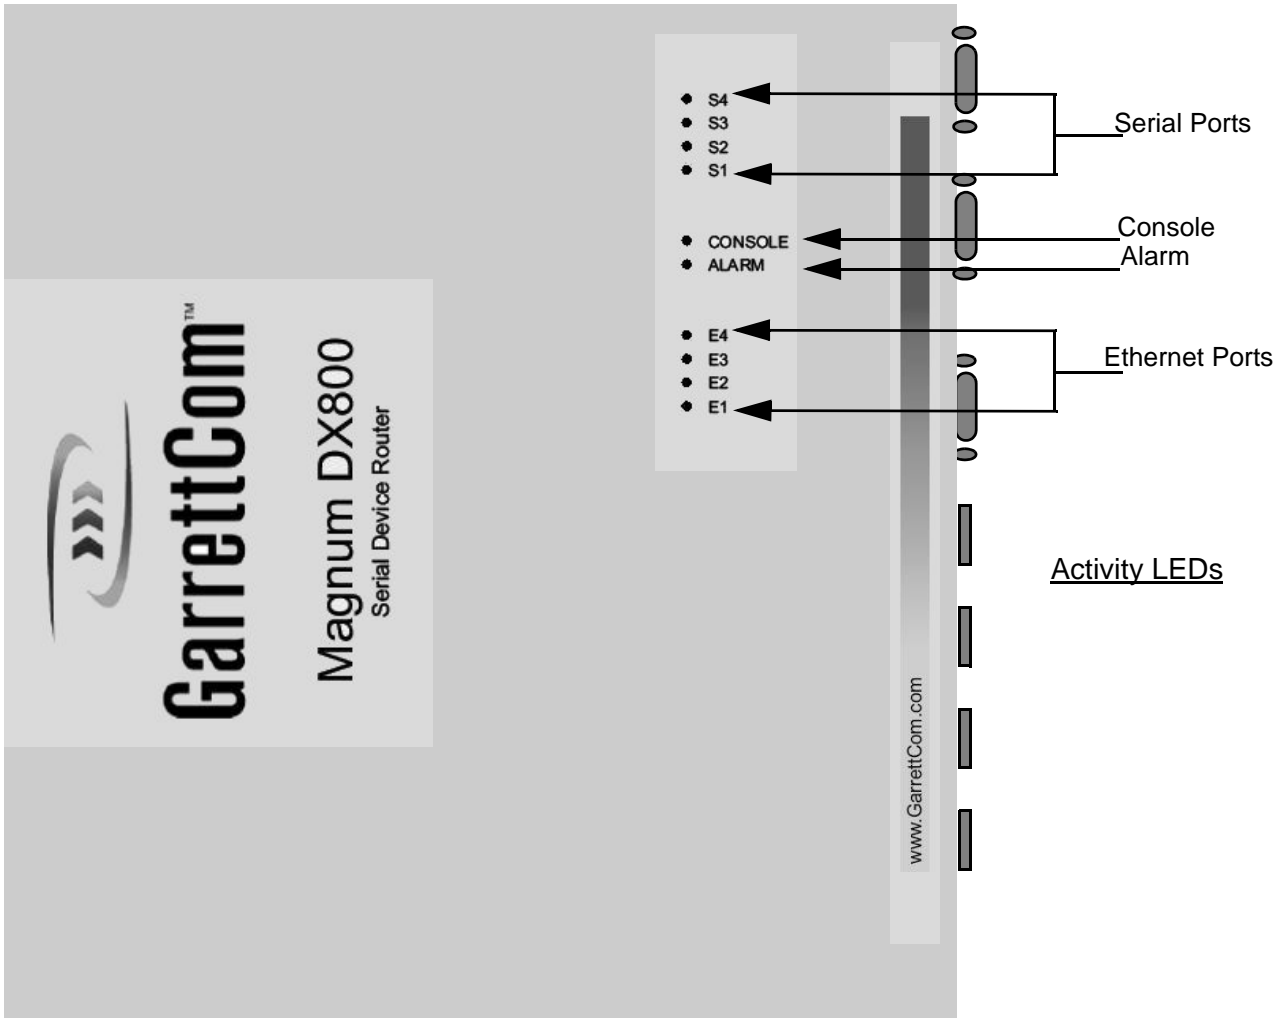 S4
S3
S2
S1
Serial Ports
CONSOLE
ALARM
Console
Alarm
E4
E3
E2
E1
Ethernet Ports
Activity LEDs
GarrettCom™
Magnum DX800
Serial Device Router
www.GarrettCom.com